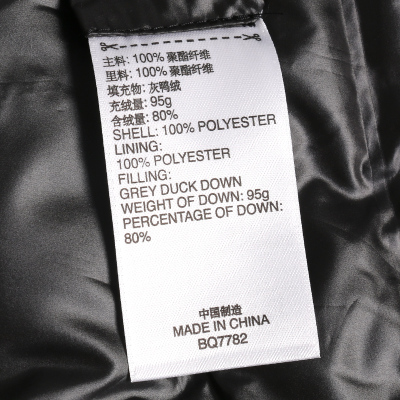 主料: 100% 聚酯纤维
里料: 100% 聚酯纤维
填充物: 灰鸭绒
充绒量: 95g
含绒量: 80%
SHELL: 100% POLYESTER
LINING:
100% POLYESTER
FILLING:
GREY DUCK DOWN
WEIGHT OF DOWN: 95g
PERCENTAGE OF DOWN:
80%
中国制造
MADE IN CHINA
BQ7782